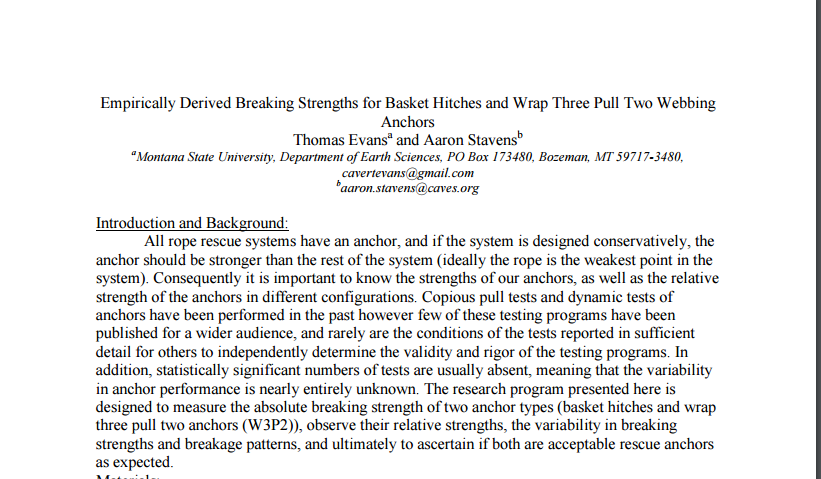 Empirically Derived Breaking Strengths for Basket Hitches and Wrap Three Pull Two Webbing
Anchors
Thomas Evansa and Aaron Stavensb
aMontana State University, Department of Earth Sciences, PO Box 173480, Bozeman, MT 59717-3480,
cavertevans@gmail.com
baaron.stavens@caves.org
Introduction and Background:
All rope rescue systems have an anchor, and if the system is designed conservatively, the
anchor should be stronger than the rest of the system (ideally the rope is the weakest point in the
system). Consequently it is important to know the strengths of our anchors, as well as the relative
strength of the anchors in different configurations. Copious pull tests and dynamic tests of
anchors have been performed in the past however few of these testing programs have been
published for a wider audience, and rarely are the conditions of the tests reported in sufficient
detail for others to independently determine the validity and rigor of the testing programs. In
addition, statistically significant numbers of tests are usually absent, meaning that the variability
in anchor performance is nearly entirely unknown. The research program presented here is
designed to measure the absolute breaking strength of two anchor types (basket hitches and wrap
three pull two anchors (W3P2)), observe their relative strengths, the variability in breaking
strengths and breakage patterns, and ultimately to ascertain if both are acceptable rescue anchors
as expected.